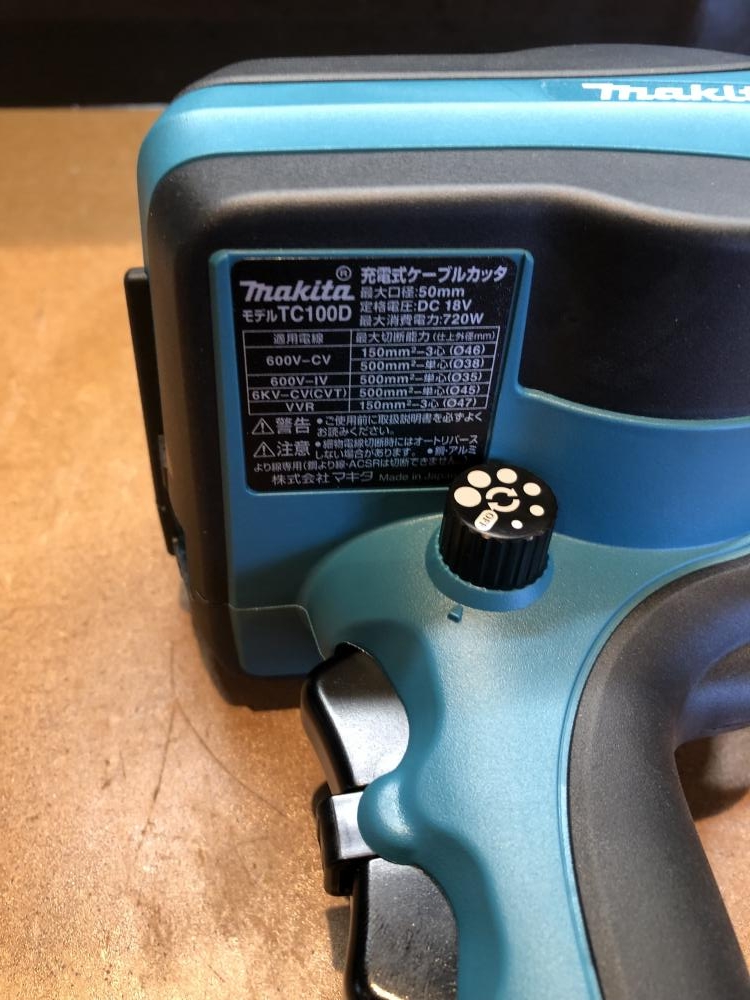 makita
makita® 充電式ケーブルカッタ
モデルTC100D
最大口径:50mm
定格電圧:DC 18V
最大消費電力:720W
適用電線 最大切断能力(仕上外径mm)
600V-CV 150mm²-3心(Ø46)
500mm²-単心(Ø38)
600V-IV 500mm²-単心(Ø35)
6KV-CV(CVT) 500mm²-単心(Ø45)
VVR 150mm²-3心(Ø47)
警告 •ご使用前に取扱説明書を必ずよく
お読みください。
注意 •細物電線切断時にはオートリバース
しない場合があります。 •銅・アルミ
より線専用(鋼より線・ACSRは切断できません
株式会社マキタ Made in Japan
OFF